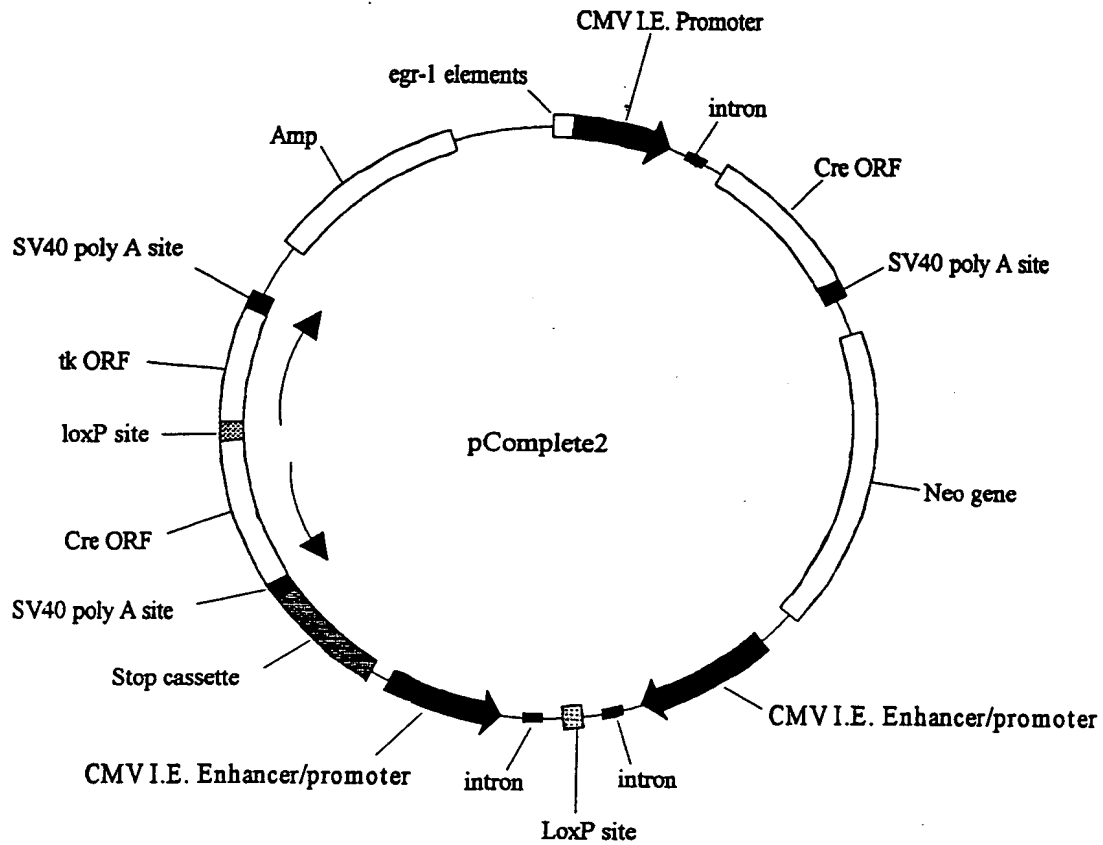 CMV I.E. Promoter
egr-1 elements
intron
Amp
Cre ORF
SV40 poly A site
SV40 poly A site
tk ORF
loxP site
pComplete2
Neo gene
Cre ORF
SV40 poly A site
Stop cassette
CMV I.E. Enhancer/promoter
CMV I.E. Enhancer/promoter
intron
intron
LoxP site